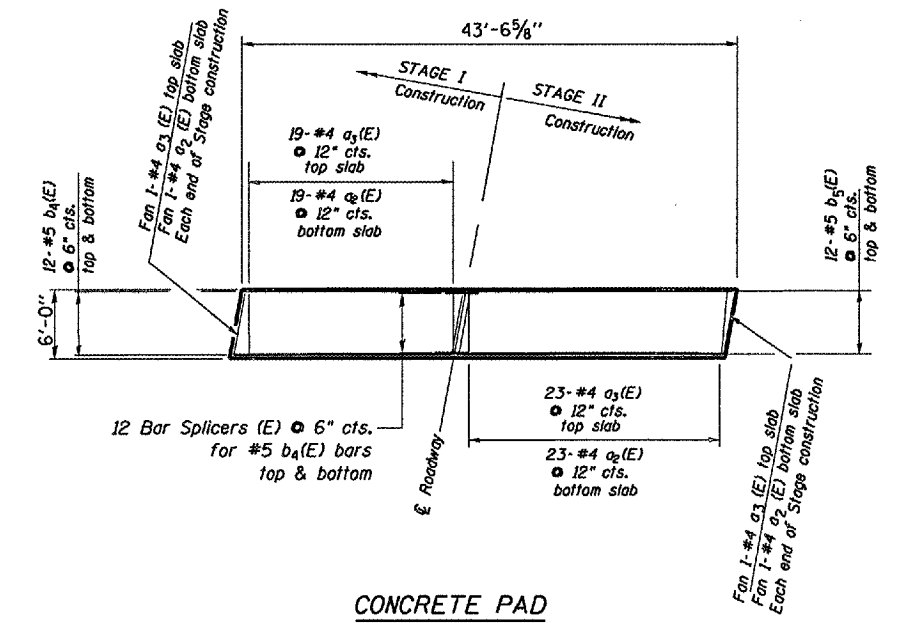 43'-6⅝"
STAGE I
Construction
STAGE II
Construction
Fan 1-#4 a3 (E) top slab
Fan 1-#4 a2 (E) bottom slab
Each end of Stage construction
19-#4 a3(E)
@ 12" cts.
top slab
19-#4 a2(E)
@ 12" cts.
bottom slab
12-#5 b4(E)
@ 6" cts.
top & bottom
12-#5 b5(E)
@ 6" cts.
top & bottom
6'-0"
12 Bar Splicers (E) @ 6" cts.
for #5 b4(E) bars
top & bottom
℄ Roadway
23-#4 a3(E)
@ 12" cts.
top slab
23-#4 a2(E)
@ 12" cts.
bottom slab
Fan 1-#4 a3 (E) top slab
Fan 1-#4 a2 (E) bottom slab
Each end of Stage construction
CONCRETE PAD